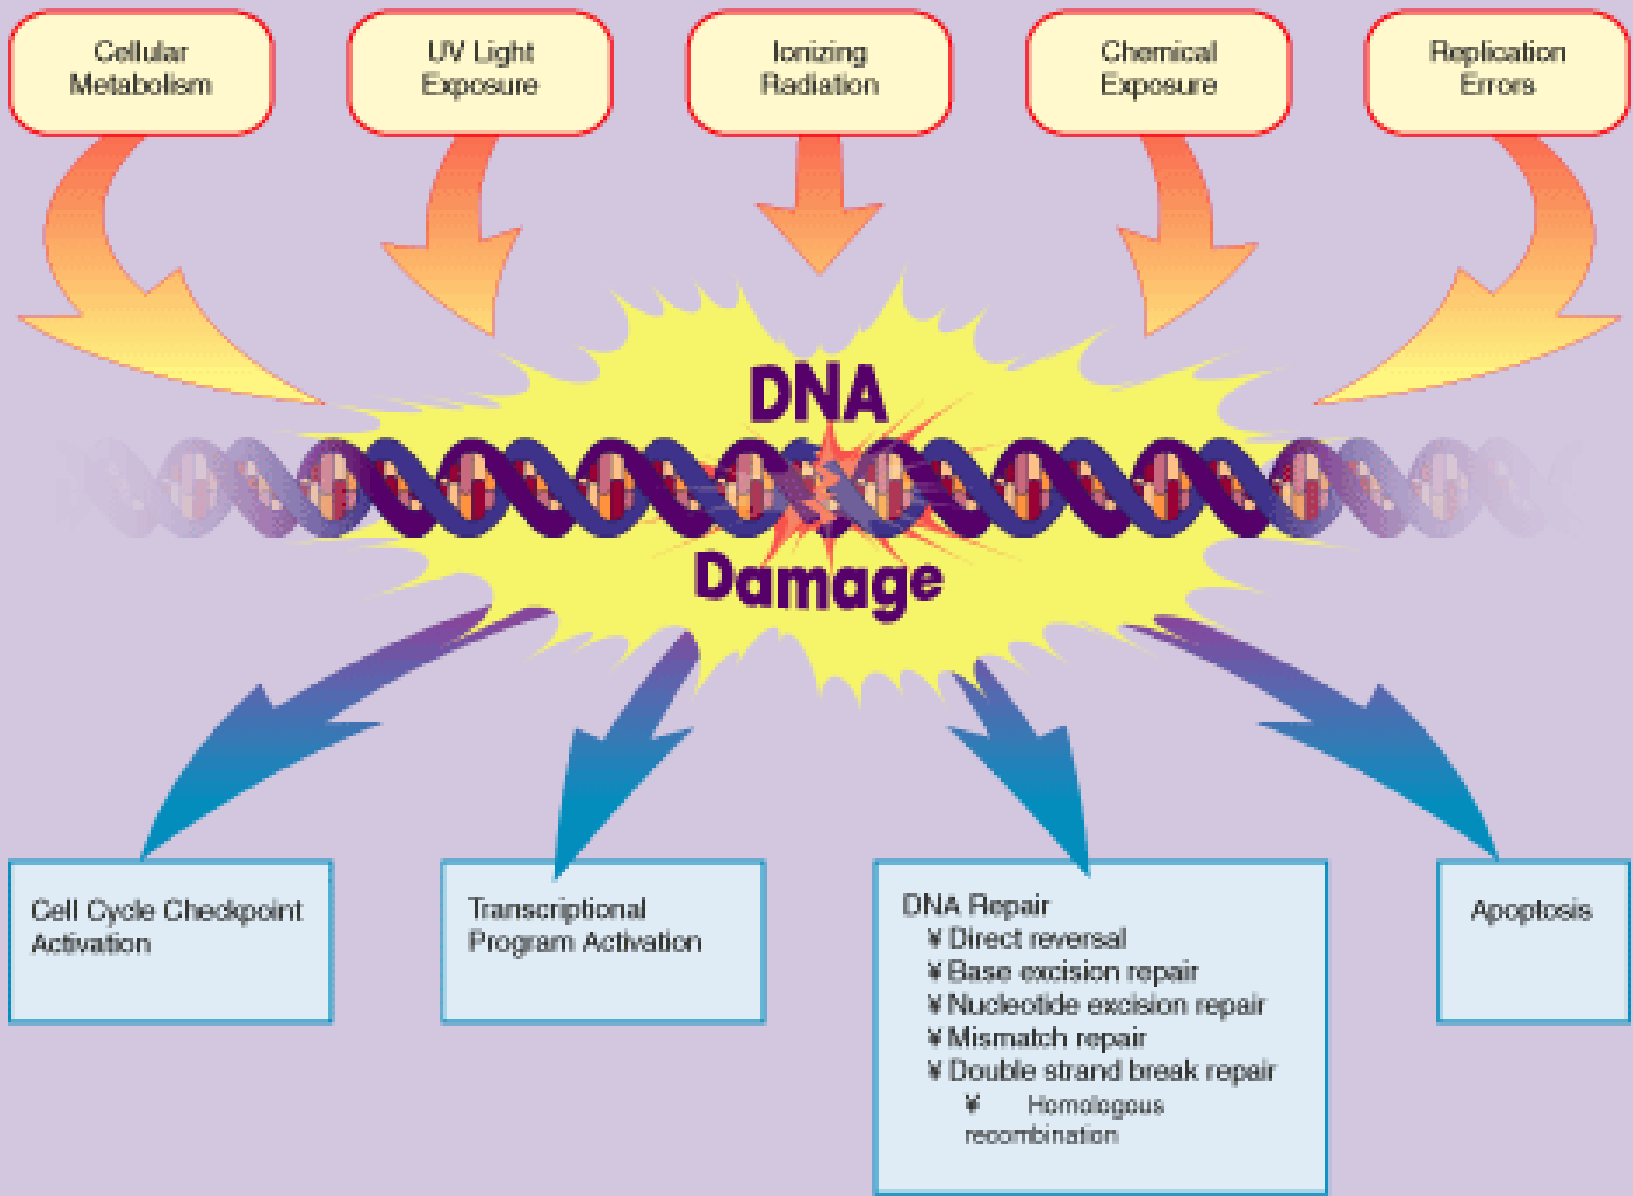 Cellular
Metabolism
UV Light
Exposure
Ionizing
Radiation
Chemical
Exposure
Replication
Errors
DNA
Damage
Cell Cycle Checkpoint
Activation
Transcriptional
Program Activation
DNA Repair
¥ Direct reversal
¥ Base excision repair
¥ Nucleotide excision repair
¥ Mismatch repair
¥ Double strand break repair
¥ Homologous
recombination
Apoptosis